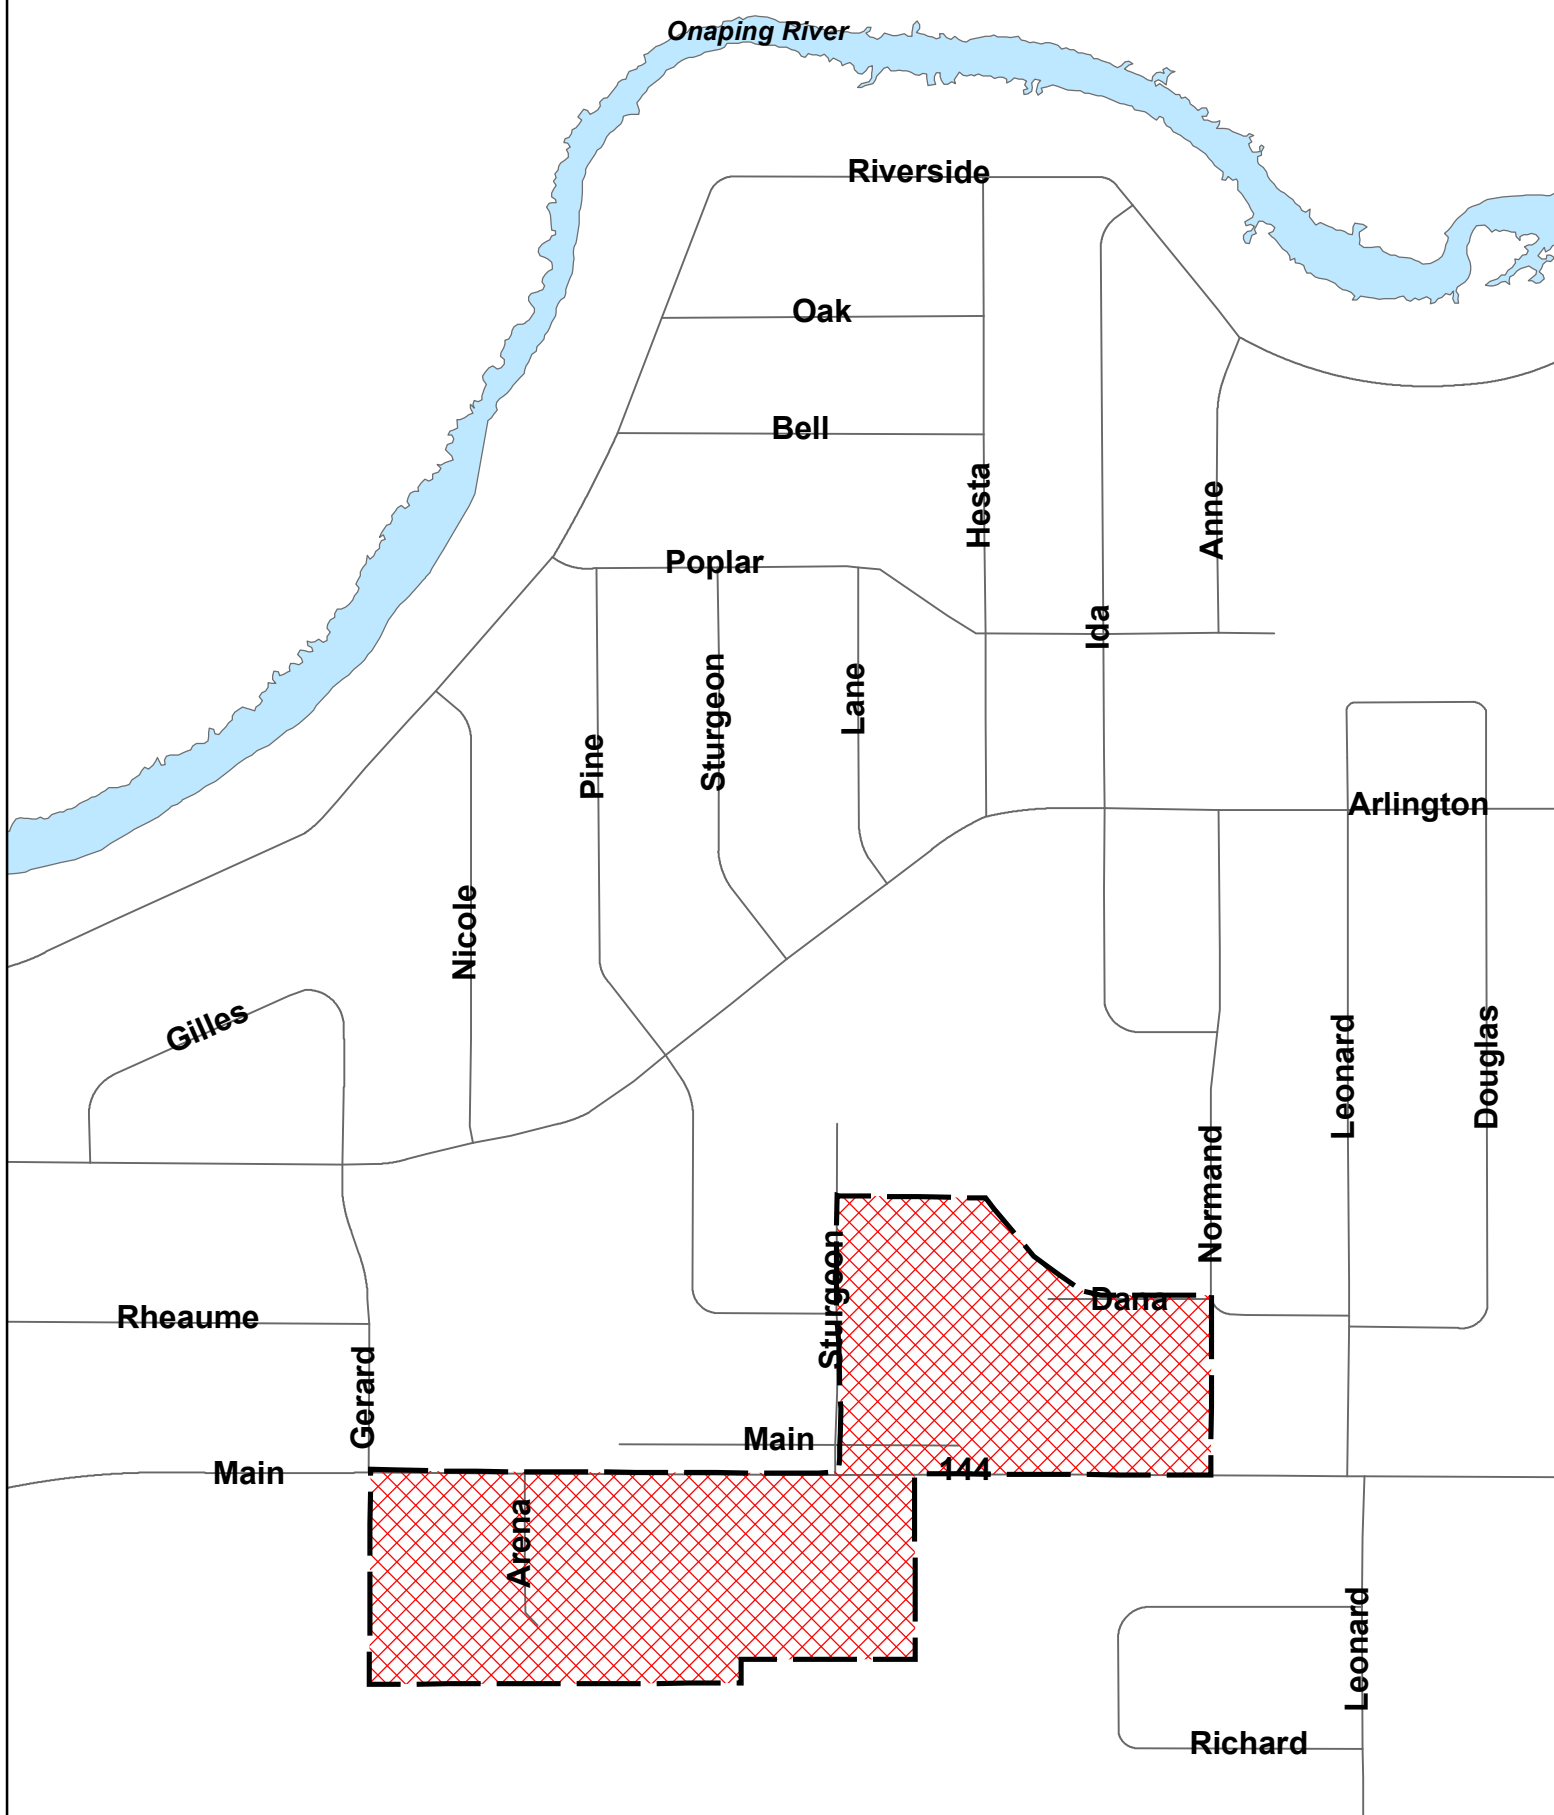 Onaping River
Riverside
Oak
Bell
Hesta
Anne
Poplar
Ida
Sturgeon
Lane
Pine
Arlington
Nicole
Gilles
Leonard
Douglas
Normand
Sturgeon
Dana
Rheaume
Gerard
Main
Main
144
Arena
Leonard
Richard